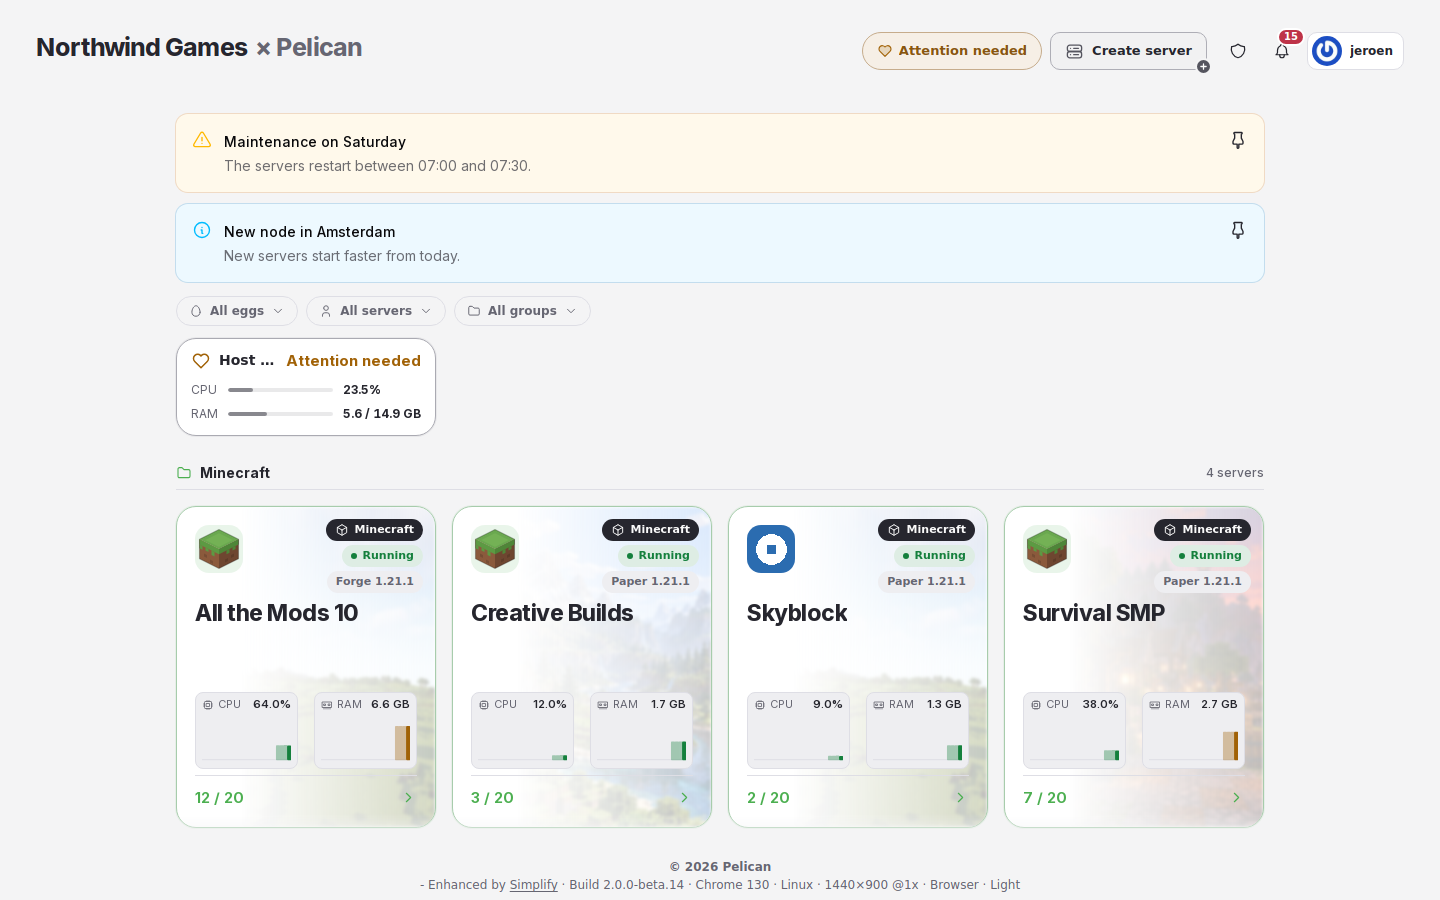 Northwind Games × Pelican
Attention needed
Create server
15
jeroen
Maintenance on Saturday
The servers restart between 07:00 and 07:30.
New node in Amsterdam
New servers start faster from today.
All eggs
All servers
All groups
Host ... Attention needed
CPU 23.5%
RAM 5.6 / 14.9 GB
Minecraft
4 servers
Minecraft
Running
Forge 1.21.1
All the Mods 10
CPU 64.0%
RAM 6.6 GB
12 / 20
Minecraft
Running
Paper 1.21.1
Creative Builds
CPU 12.0%
RAM 1.7 GB
3 / 20
Minecraft
Running
Paper 1.21.1
Skyblock
CPU 9.0%
RAM 1.3 GB
2 / 20
Minecraft
Running
Paper 1.21.1
Survival SMP
CPU 38.0%
RAM 2.7 GB
7 / 20
© 2026 Pelican
- Enhanced by Simplify · Build 2.0.0-beta.14 · Chrome 130 · Linux · 1440×900 @1x · Browser · Light